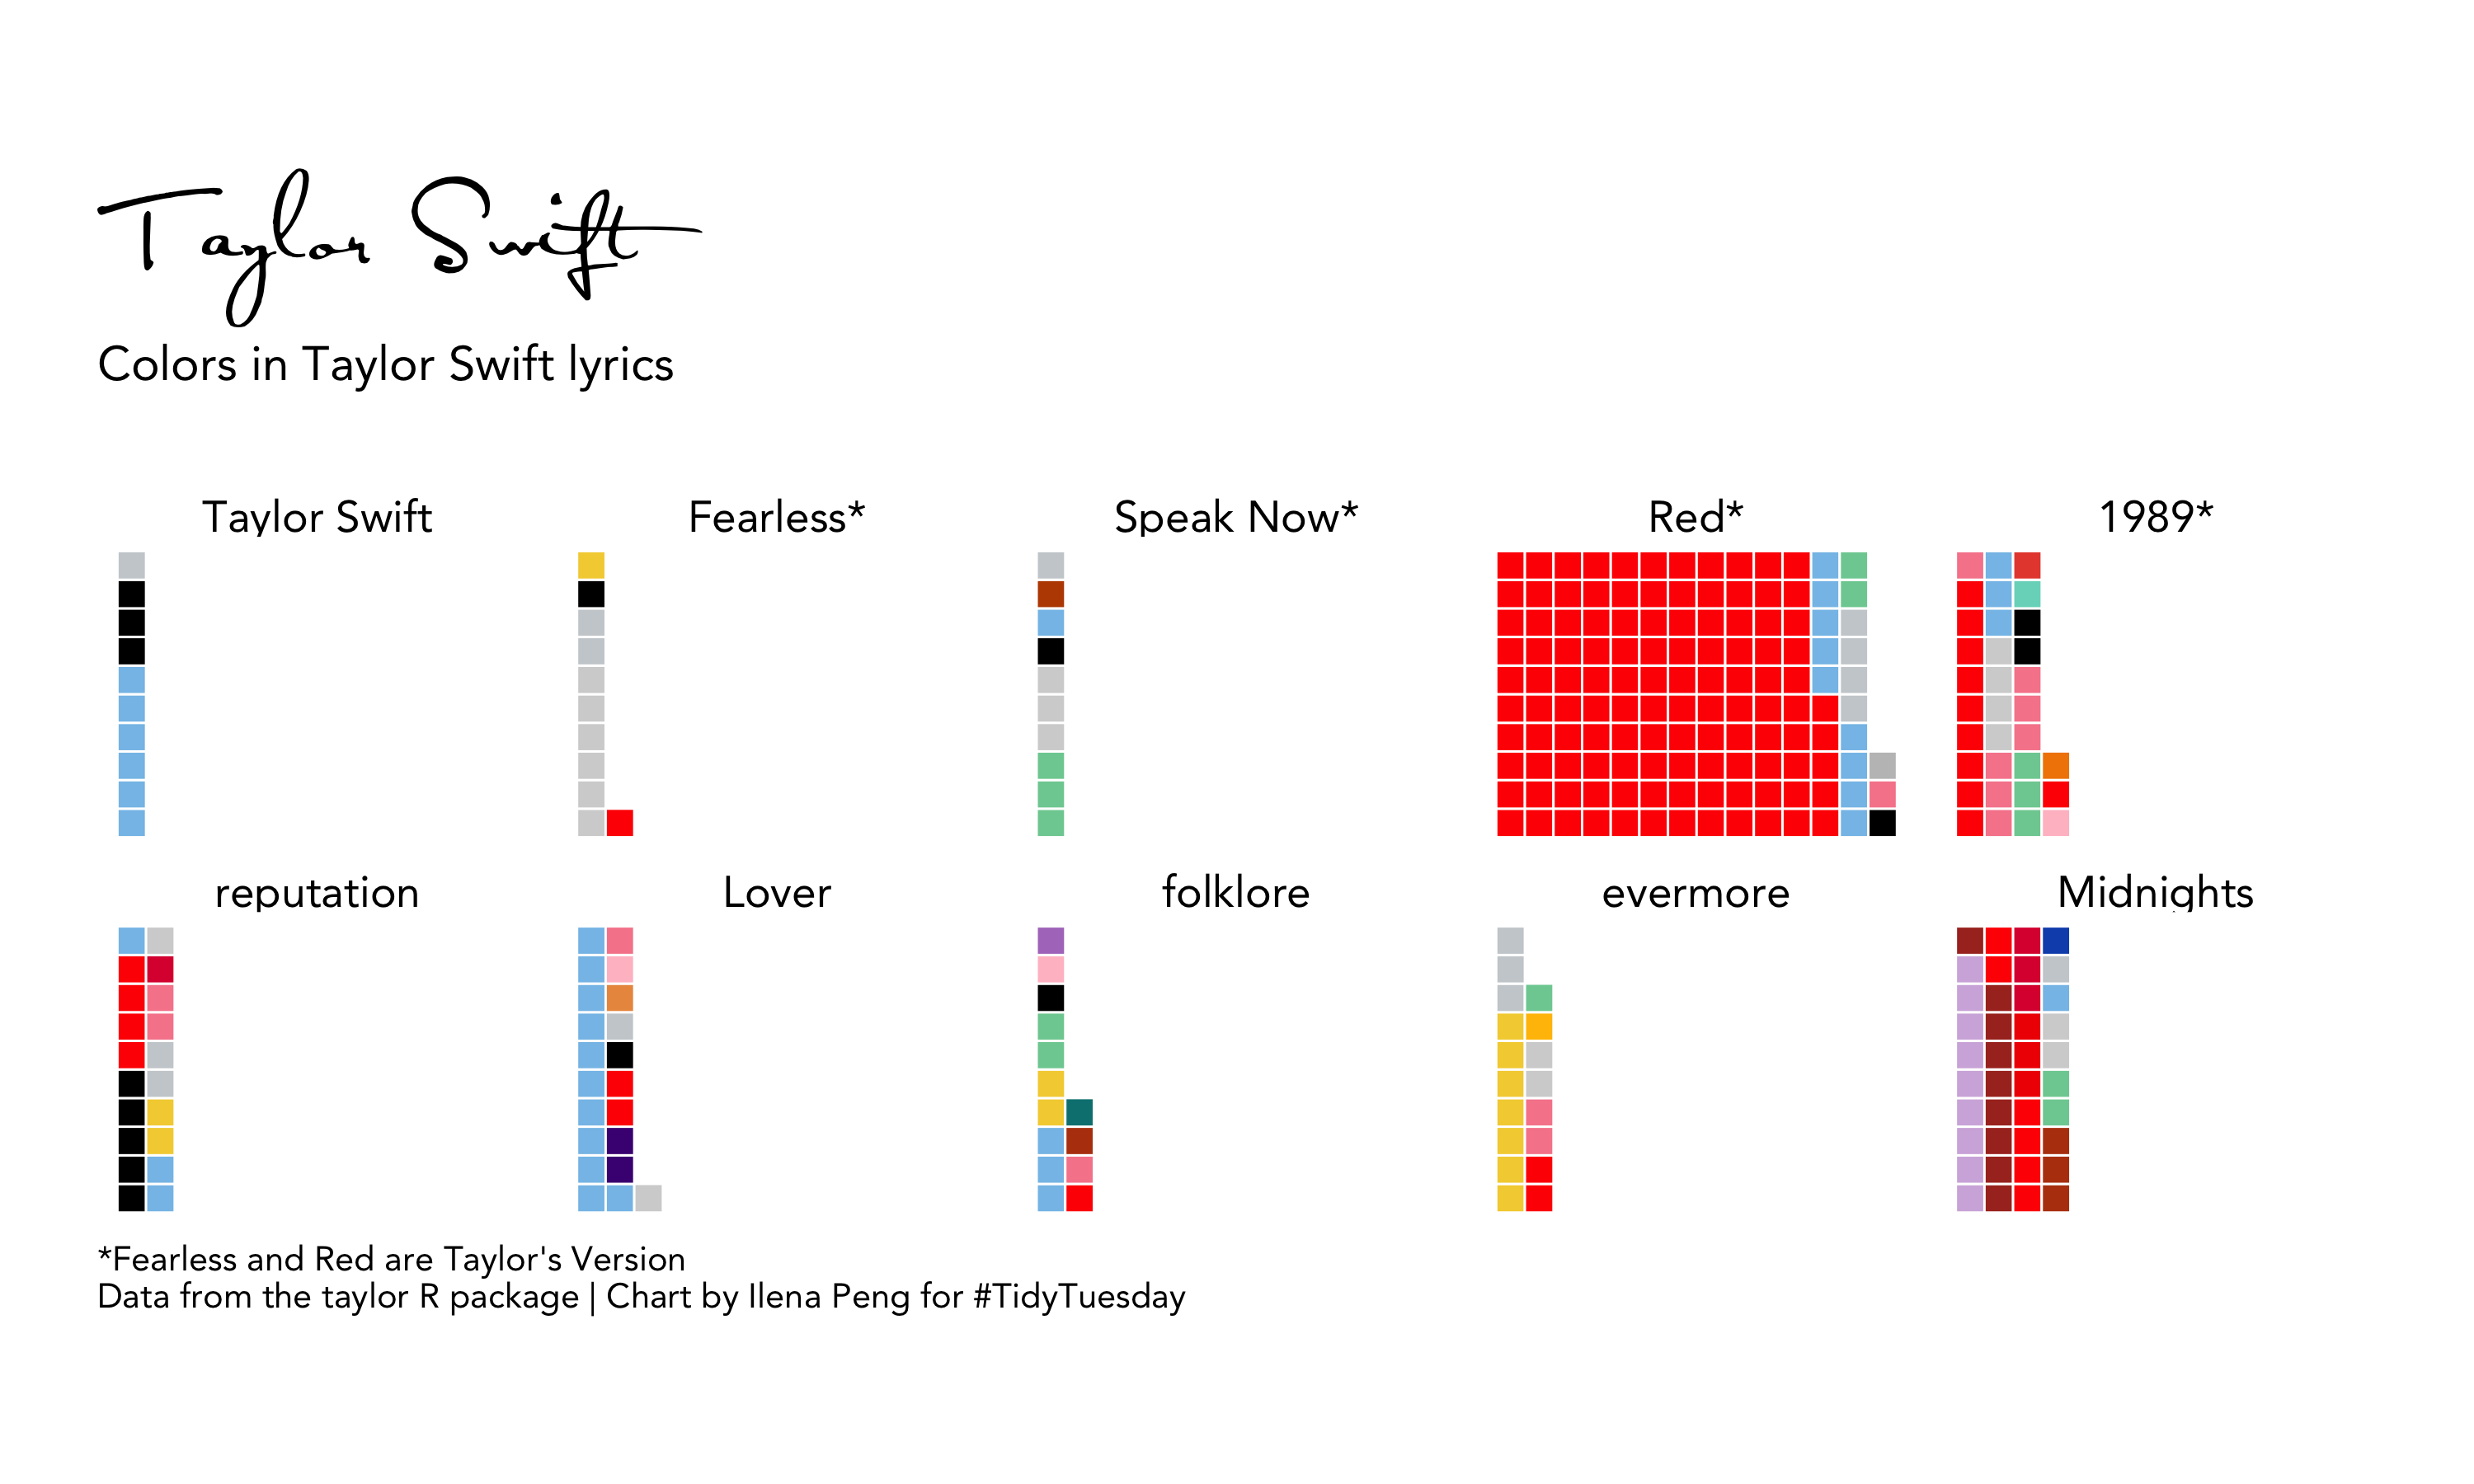 Taylor Swift
Colors in Taylor Swift lyrics
Taylor Swift
Fearless*
Speak Now*
Red*
1989*
reputation
Lover
folklore
evermore
Midnights
*Fearless and Red are Taylor's Version
Data from the taylor R package | Chart by Ilena Peng for #TidyTuesday